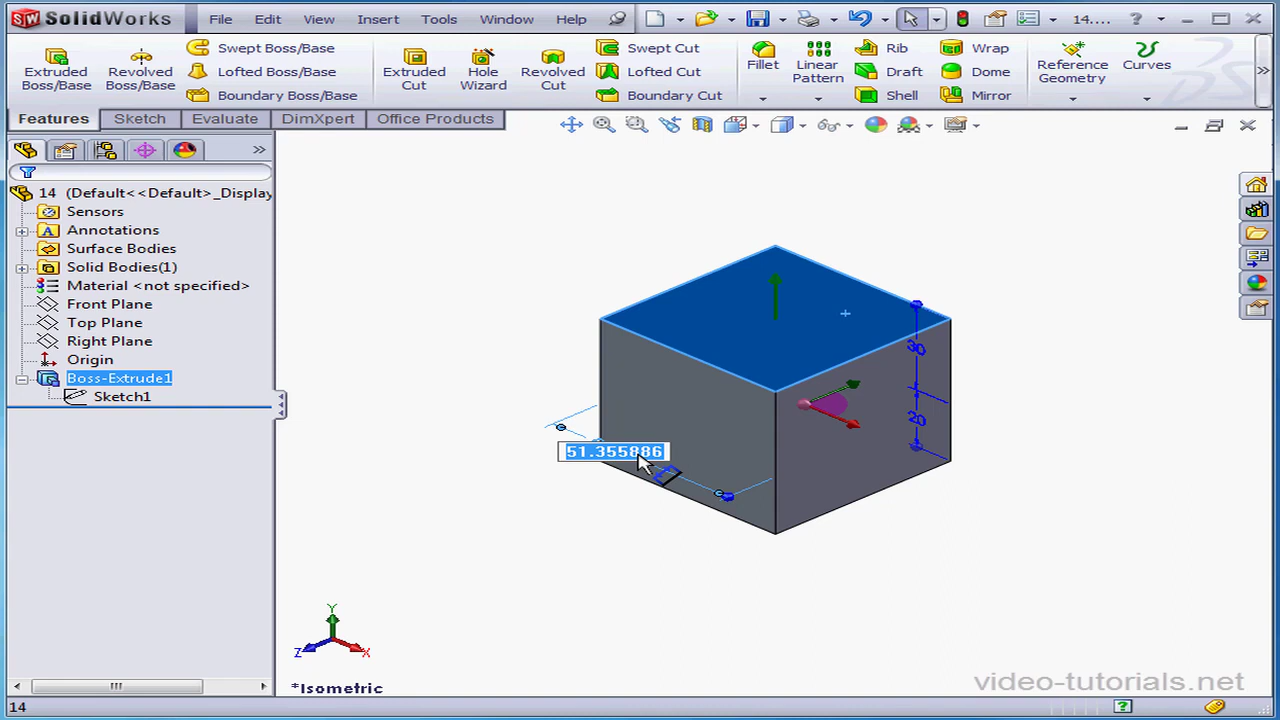 SW SolidWorks File Edit View Insert Tools Window Help 14.... ?
Extruded Boss/Base
Revolved Boss/Base
Swept Boss/Base
Lofted Boss/Base
Boundary Boss/Base
Extruded Cut
Hole Wizard
Revolved Cut
Swept Cut
Lofted Cut
Boundary Cut
Fillet
Linear Pattern
Rib
Draft
Shell
Wrap
Dome
Mirror
Reference Geometry
Curves
Features Sketch Evaluate DimXpert Office Products
14 (Default<<Default>_Display
Sensors
Annotations
Surface Bodies
Solid Bodies(1)
Material <not specified>
Front Plane
Top Plane
Right Plane
Origin
Boss-Extrude1
Sketch1
30
20
51.355886
Y
Z
X
*Isometric
video-tutorials.net
14